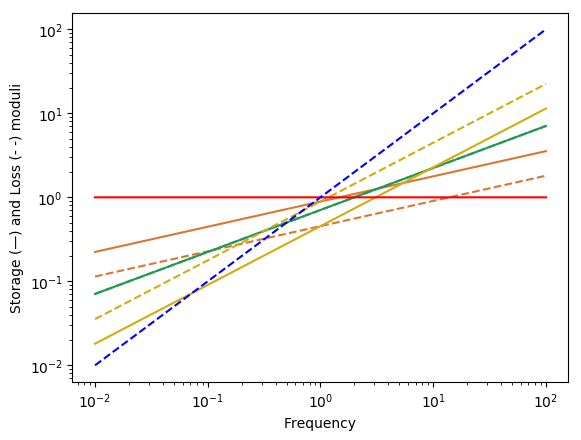 10²
10¹
10⁰
10⁻¹
10⁻²
Storage (—) and Loss (--) moduli
10⁻² 10⁻¹ 10⁰ 10¹ 10²
Frequency